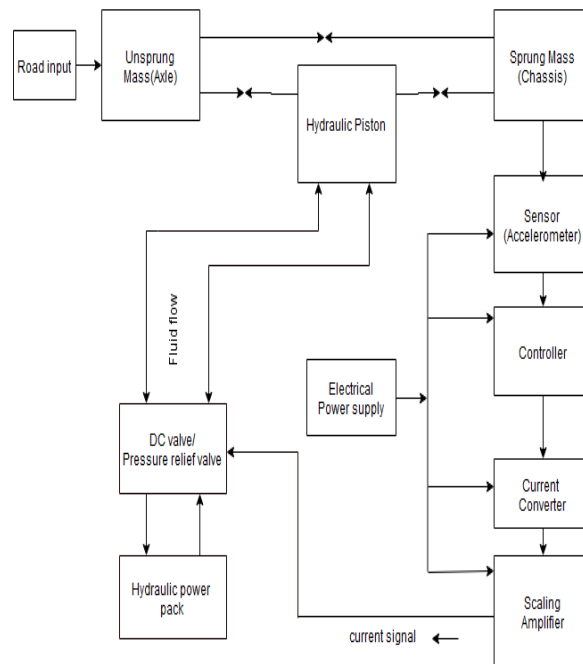 Road input
Unsprung
Mass(Axle)
Sprung Mass
(Chassis)
Hydraulic Piston
Sensor
(Accelerometer)
Fluid flow
Controller
Electrical
Power supply
DC valve/
Pressure relief valve
Current
Converter
Hydraulic power
pack
Scaling
Amplifier
current signal